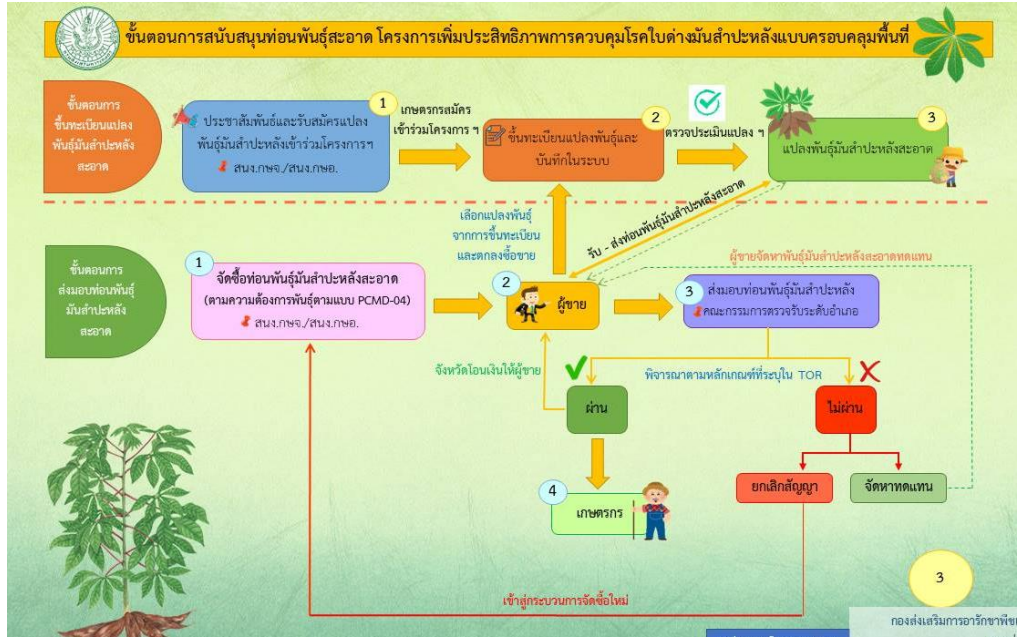 ขั้นตอนการสนับสนุนท่อนพันธุ์สะอาด โครงการเพิ่มประสิทธิภาพการควบคุมโรคใบด่างมันสำปะหลังแบบครอบคลุมพื้นที่
ขั้นตอนการ
ขึ้นทะเบียนแปลง
พันธุ์มันสำปะหลัง
สะอาด
1
ประชาสัมพันธ์และรับสมัครแปลง
พันธุ์มันสำปะหลังเข้าร่วมโครงการฯ
สนง.กษจ./สนง.กษอ.
เกษตรกรสมัคร
เข้าร่วมโครงการ ฯ
2
ขึ้นทะเบียนแปลงพันธุ์และ
บันทึกในระบบ
ตรวจประเมินแปลง ฯ
3
แปลงพันธุ์มันสำปะหลังสะอาด
เลือกแปลงพันธุ์
จากการขึ้นทะเบียน
และตกลงซื้อขาย
รับ - ส่งท่อนพันธุ์มันสำปะหลังสะอาด
ผู้ขายจัดหาพันธุ์มันสำปะหลังสะอาดทดแทน
ขั้นตอนการ
ส่งมอบท่อนพันธุ์
มันสำปะหลัง
สะอาด
1
จัดซื้อท่อนพันธุ์มันสำปะหลังสะอาด
(ตามความต้องการพันธุ์ตามแบบ PCMD-04)
สนง.กษจ./สนง.กษอ.
2
ผู้ขาย
3
ส่งมอบท่อนพันธุ์มันสำปะหลัง
คณะกรรมการตรวจรับระดับอำเภอ
จังหวัดโอนเงินให้ผู้ขาย
พิจารณาตามหลักเกณฑ์ที่ระบุใน TOR
ผ่าน
ไม่ผ่าน
ยกเลิกสัญญา
จัดหาทดแทน
4
เกษตรกร
เข้าสู่กระบวนการจัดซื้อใหม่
3
กองส่งเสริมการอารักขาพืช